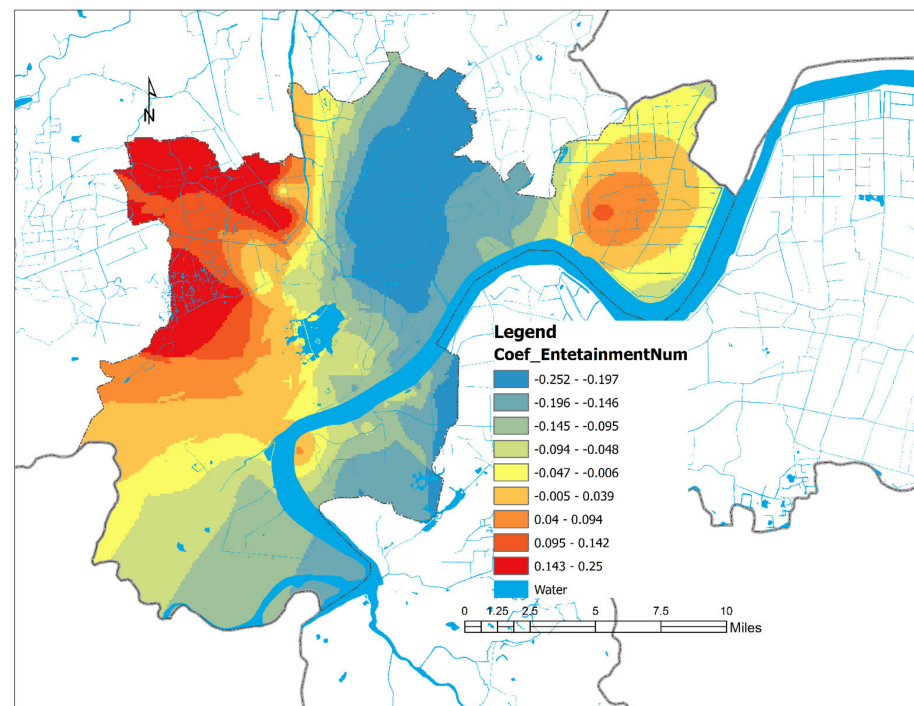 N
Legend
Coef_EntetainmentNum
-0.252 - -0.197
-0.196 - -0.146
-0.145 - -0.095
-0.094 - -0.048
-0.047 - -0.006
-0.005 - 0.039
0.04 - 0.094
0.095 - 0.142
0.143 - 0.25
Water
0 1.25 2.5 5 7.5 10
Miles